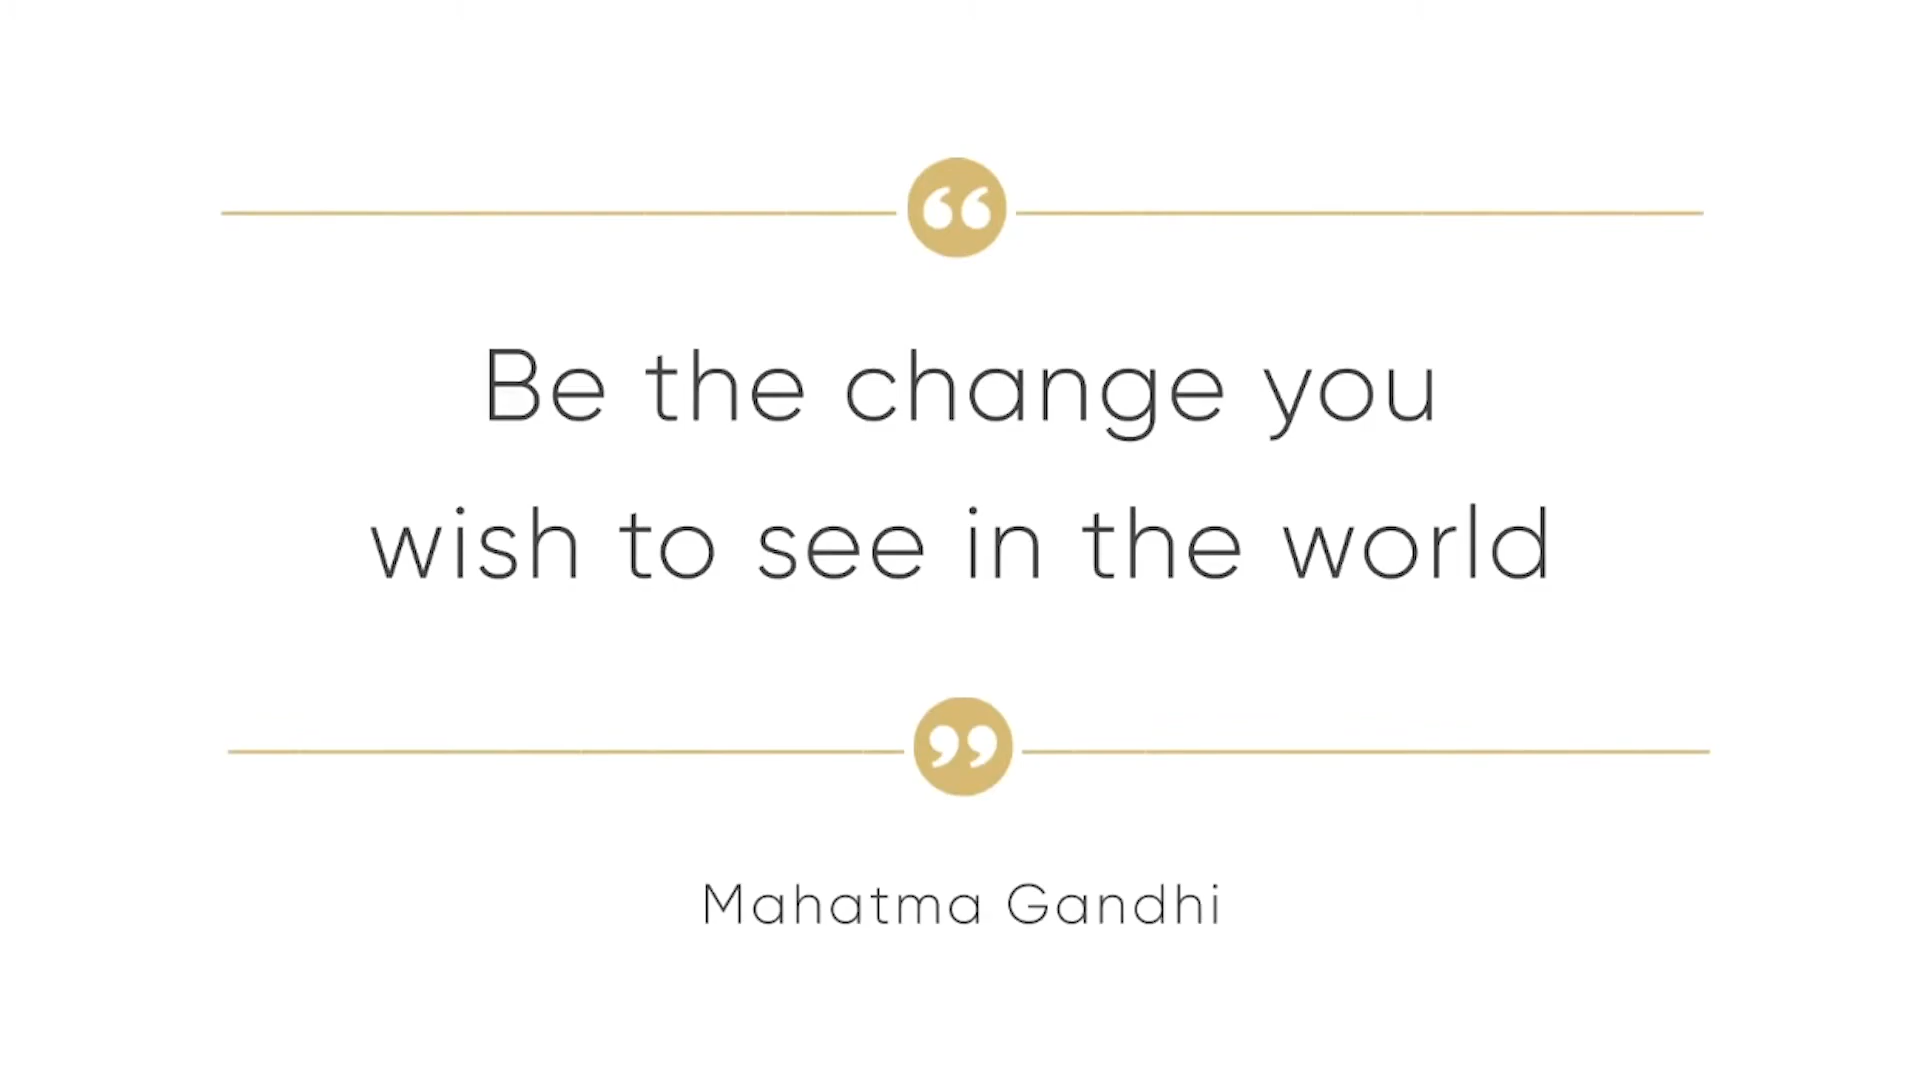 “
Be the change you
wish to see in the world
”
Mahatma Gandhi